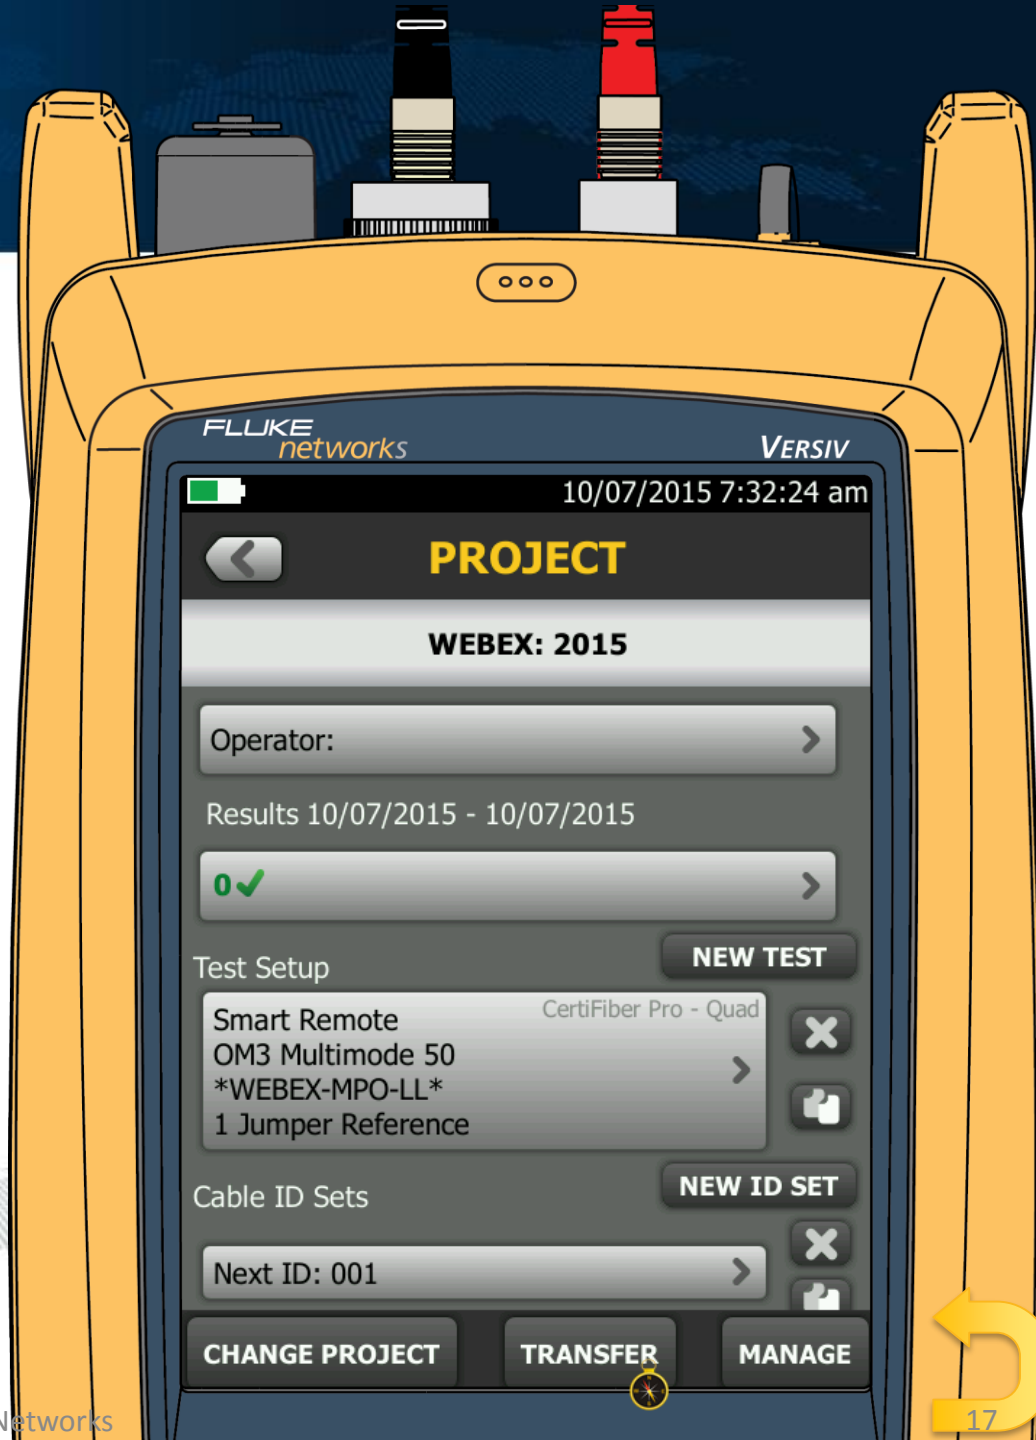 FLUKE
networks
VERSIV
10/07/2015 7:32:24 am
PROJECT
WEBEX: 2015
Operator:
Results 10/07/2015 - 10/07/2015
0
NEW TEST
Test Setup
CertiFiber Pro - Quad
Smart Remote
OM3 Multimode 50
*WEBEX-MPO-LL*
1 Jumper Reference
NEW ID SET
Cable ID Sets
Next ID: 001
CHANGE PROJECT
TRANSFER
MANAGE
Networks
17